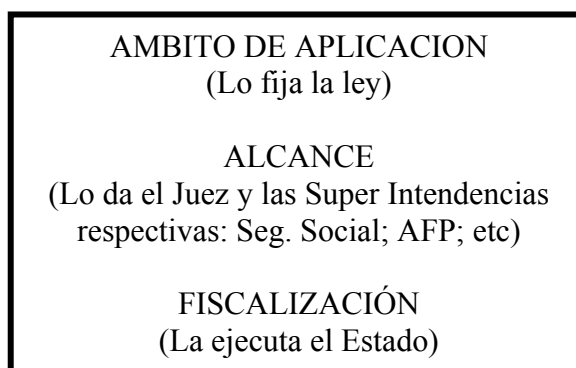 AMBITO DE APLICACION
(Lo fija la ley)
ALCANCE
(Lo da el Juez y las Super Intendencias
respectivas: Seg. Social; AFP; etc)
FISCALIZACIÓN
(La ejecuta el Estado)